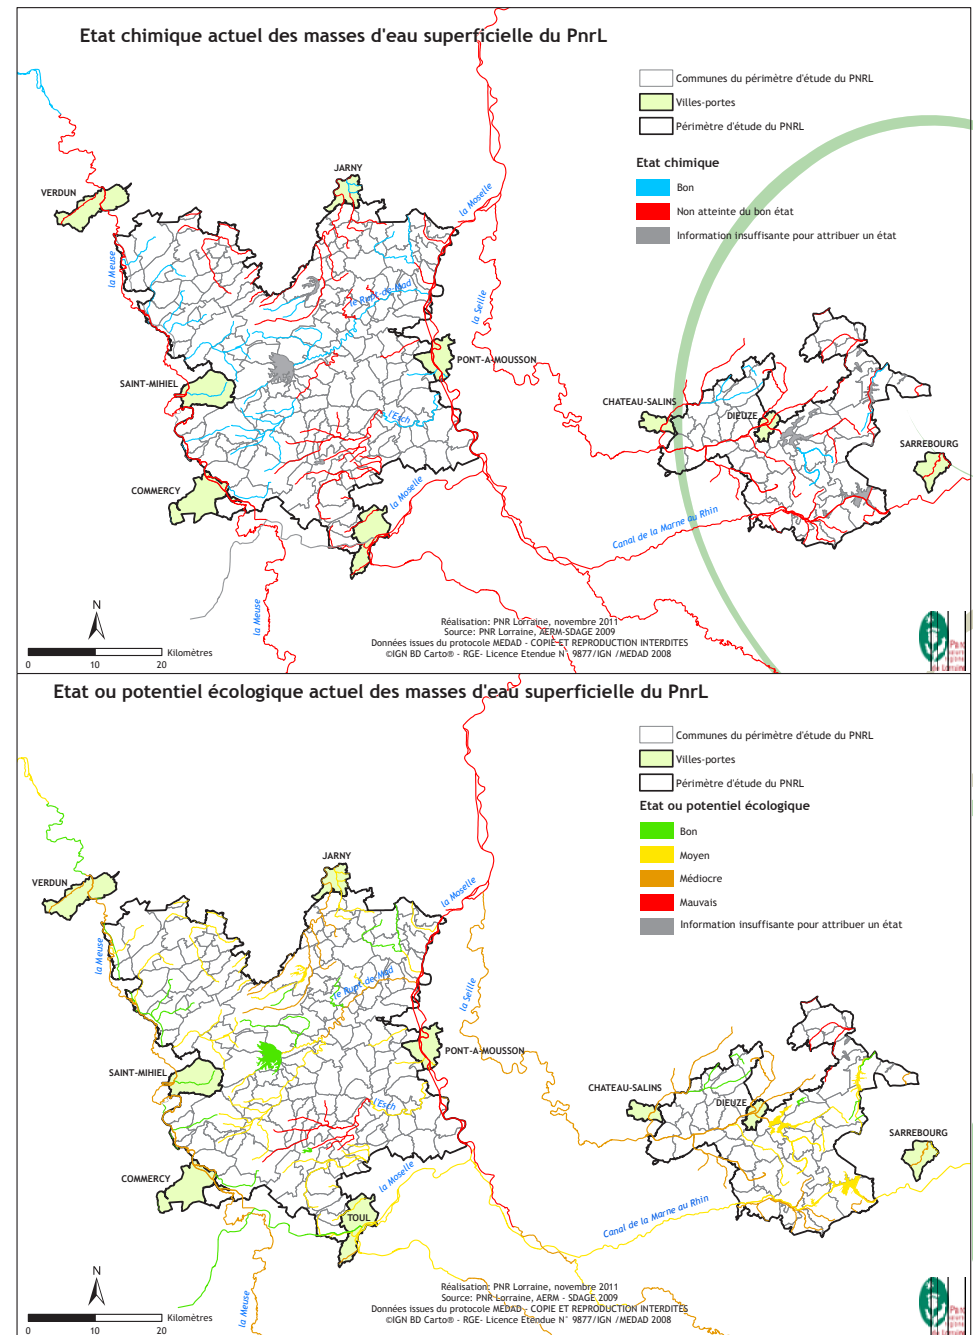 Etat chimique actuel des masses d'eau superficielle du PnrL
Communes du périmètre d'étude du PNRL
Villes-portes
Périmètre d'étude du PNRL
Etat chimique
Bon
Non atteinte du bon état
Information insuffisante pour attribuer un état
VERDUN
JARNY
la Moselle
la Meuse
le Rupt-de-Mad
la Seille
PONT-A-MOUSSON
SAINT-MIHIEL
CHATEAU-SALINS
DIEUZE
l'Esch
SARREBOURG
COMMERCY
la Moselle
Canal de la Marne au Rhin
la Meuse
N
0 10 20 Kilomètres
Réalisation: PNR Lorraine, novembre 2011
Source: PNR Lorraine, AERM-SDAGE 2009
Données issues du protocole MEDAD - COPIE ET REPRODUCTION INTERDITES
©IGN BD Carto® - RGE- Licence Etendue N° 9877/IGN /MEDAD 2008
Parc
de Lorraine
Etat ou potentiel écologique actuel des masses d'eau superficielle du PnrL
Communes du périmètre d'étude du PNRL
Villes-portes
Périmètre d'étude du PNRL
Etat ou potentiel écologique
Bon
Moyen
Médiocre
Mauvais
Information insuffisante pour attribuer un état
JARNY
VERDUN
la Moselle
la Meuse
le Rupt-de-Mad
la Seille
PONT-A-MOUSSON
SAINT-MIHIEL
CHATEAU-SALINS
DIEUZE
l'Esch
SARREBOURG
COMMERCY
la Moselle
TOUL
Canal de la Marne au Rhin
la Meuse
N
0 10 20 Kilomètres
Réalisation: PNR Lorraine, novembre 2011
Source: PNR Lorraine, AERM - SDAGE 2009
Données issues du protocole MEDAD - COPIE ET REPRODUCTION INTERDITES
©IGN BD Carto® - RGE- Licence Etendue N° 9877/IGN /MEDAD 2008
Parc